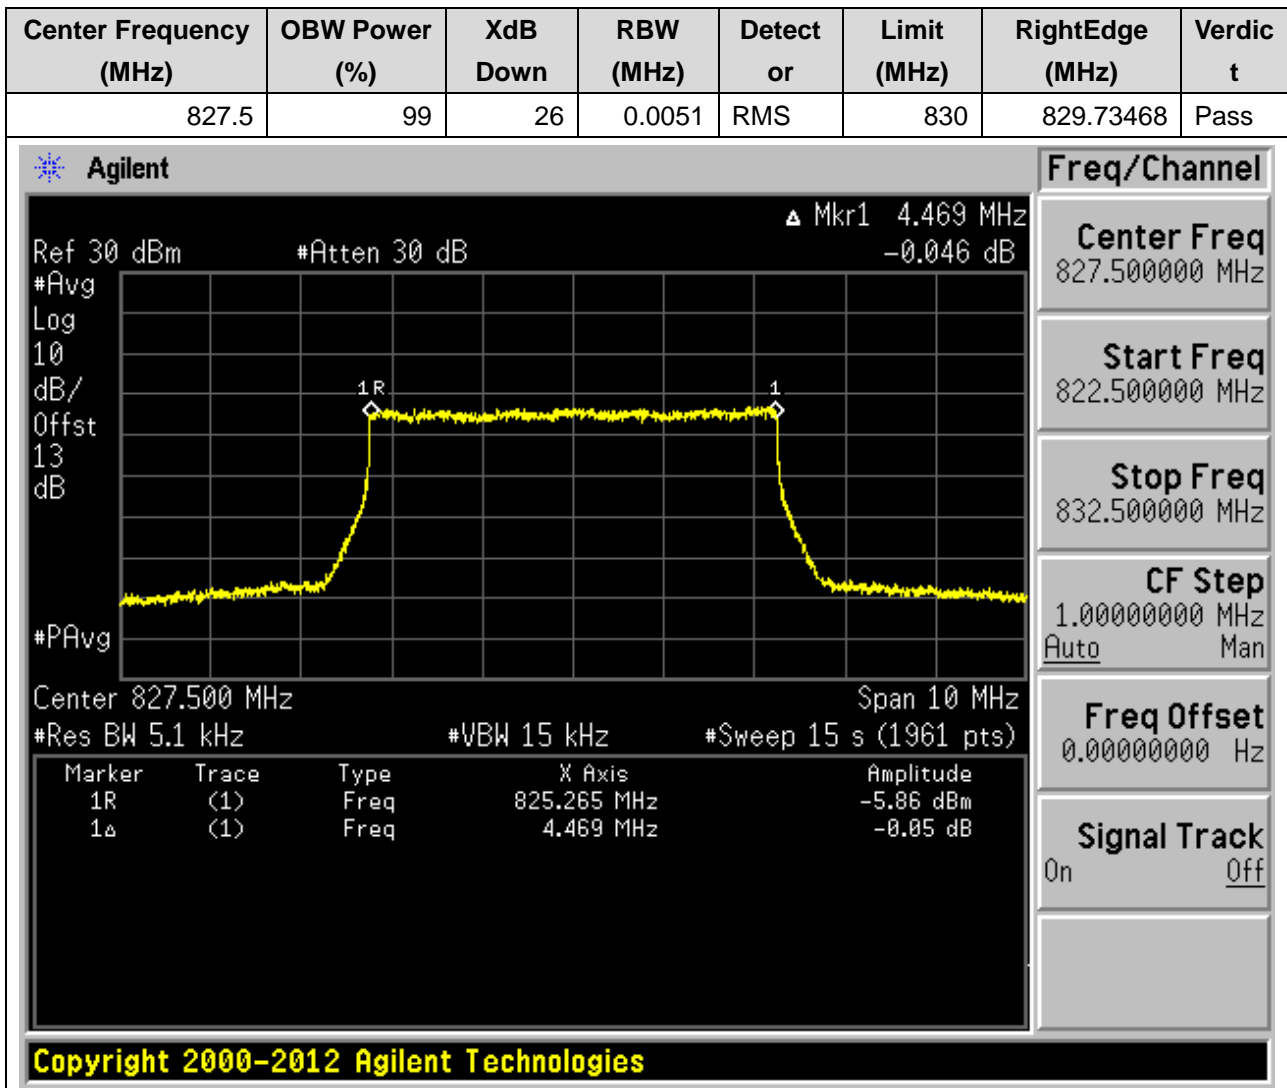 Center Frequency (MHz) OBW Power (%) XdB Down RBW (MHz) Detect or Limit (MHz) RightEdge (MHz) Verdic t
827.5 99 26 0.0051 RMS 830 829.73468 Pass
Agilent
Freq/Channel
Δ Mkr1 4.469 MHz
Ref 30 dBm #Atten 30 dB -0.046 dB
#Avg
Log
10
dB/
Offst
13
dB
#PAvg
1R
1
Center 827.500 MHz Span 10 MHz
#Res BW 5.1 kHz #VBW 15 kHz #Sweep 15 s (1961 pts)
Marker Trace Type X Axis Amplitude
1R (1) Freq 825.265 MHz -5.86 dBm
1Δ (1) Freq 4.469 MHz -0.05 dB
Center Freq
827.500000 MHz
Start Freq
822.500000 MHz
Stop Freq
832.500000 MHz
CF Step
1.00000000 MHz
Auto Man
Freq Offset
0.00000000 Hz
Signal Track
On Off
Copyright 2000-2012 Agilent Technologies